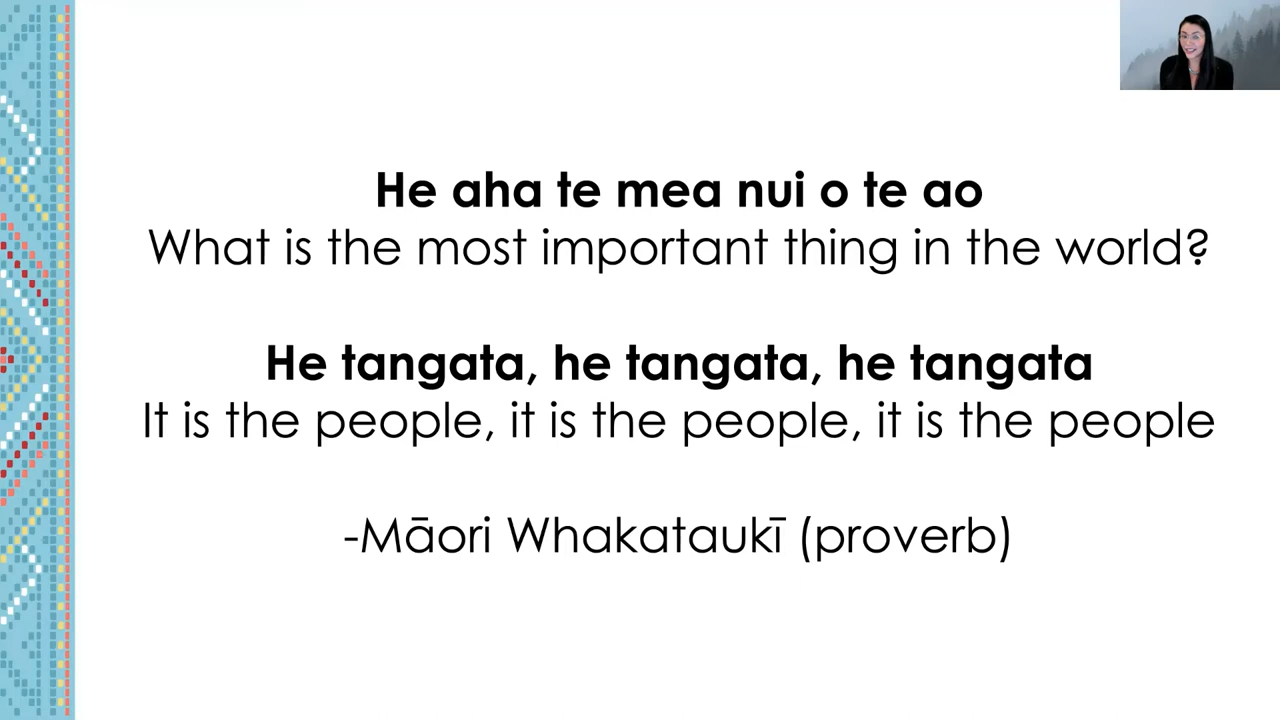 He aha te mea nui o te ao
What is the most important thing in the world?
He tangata, he tangata, he tangata
It is the people, it is the people, it is the people
-Māori Whakataukī (proverb)